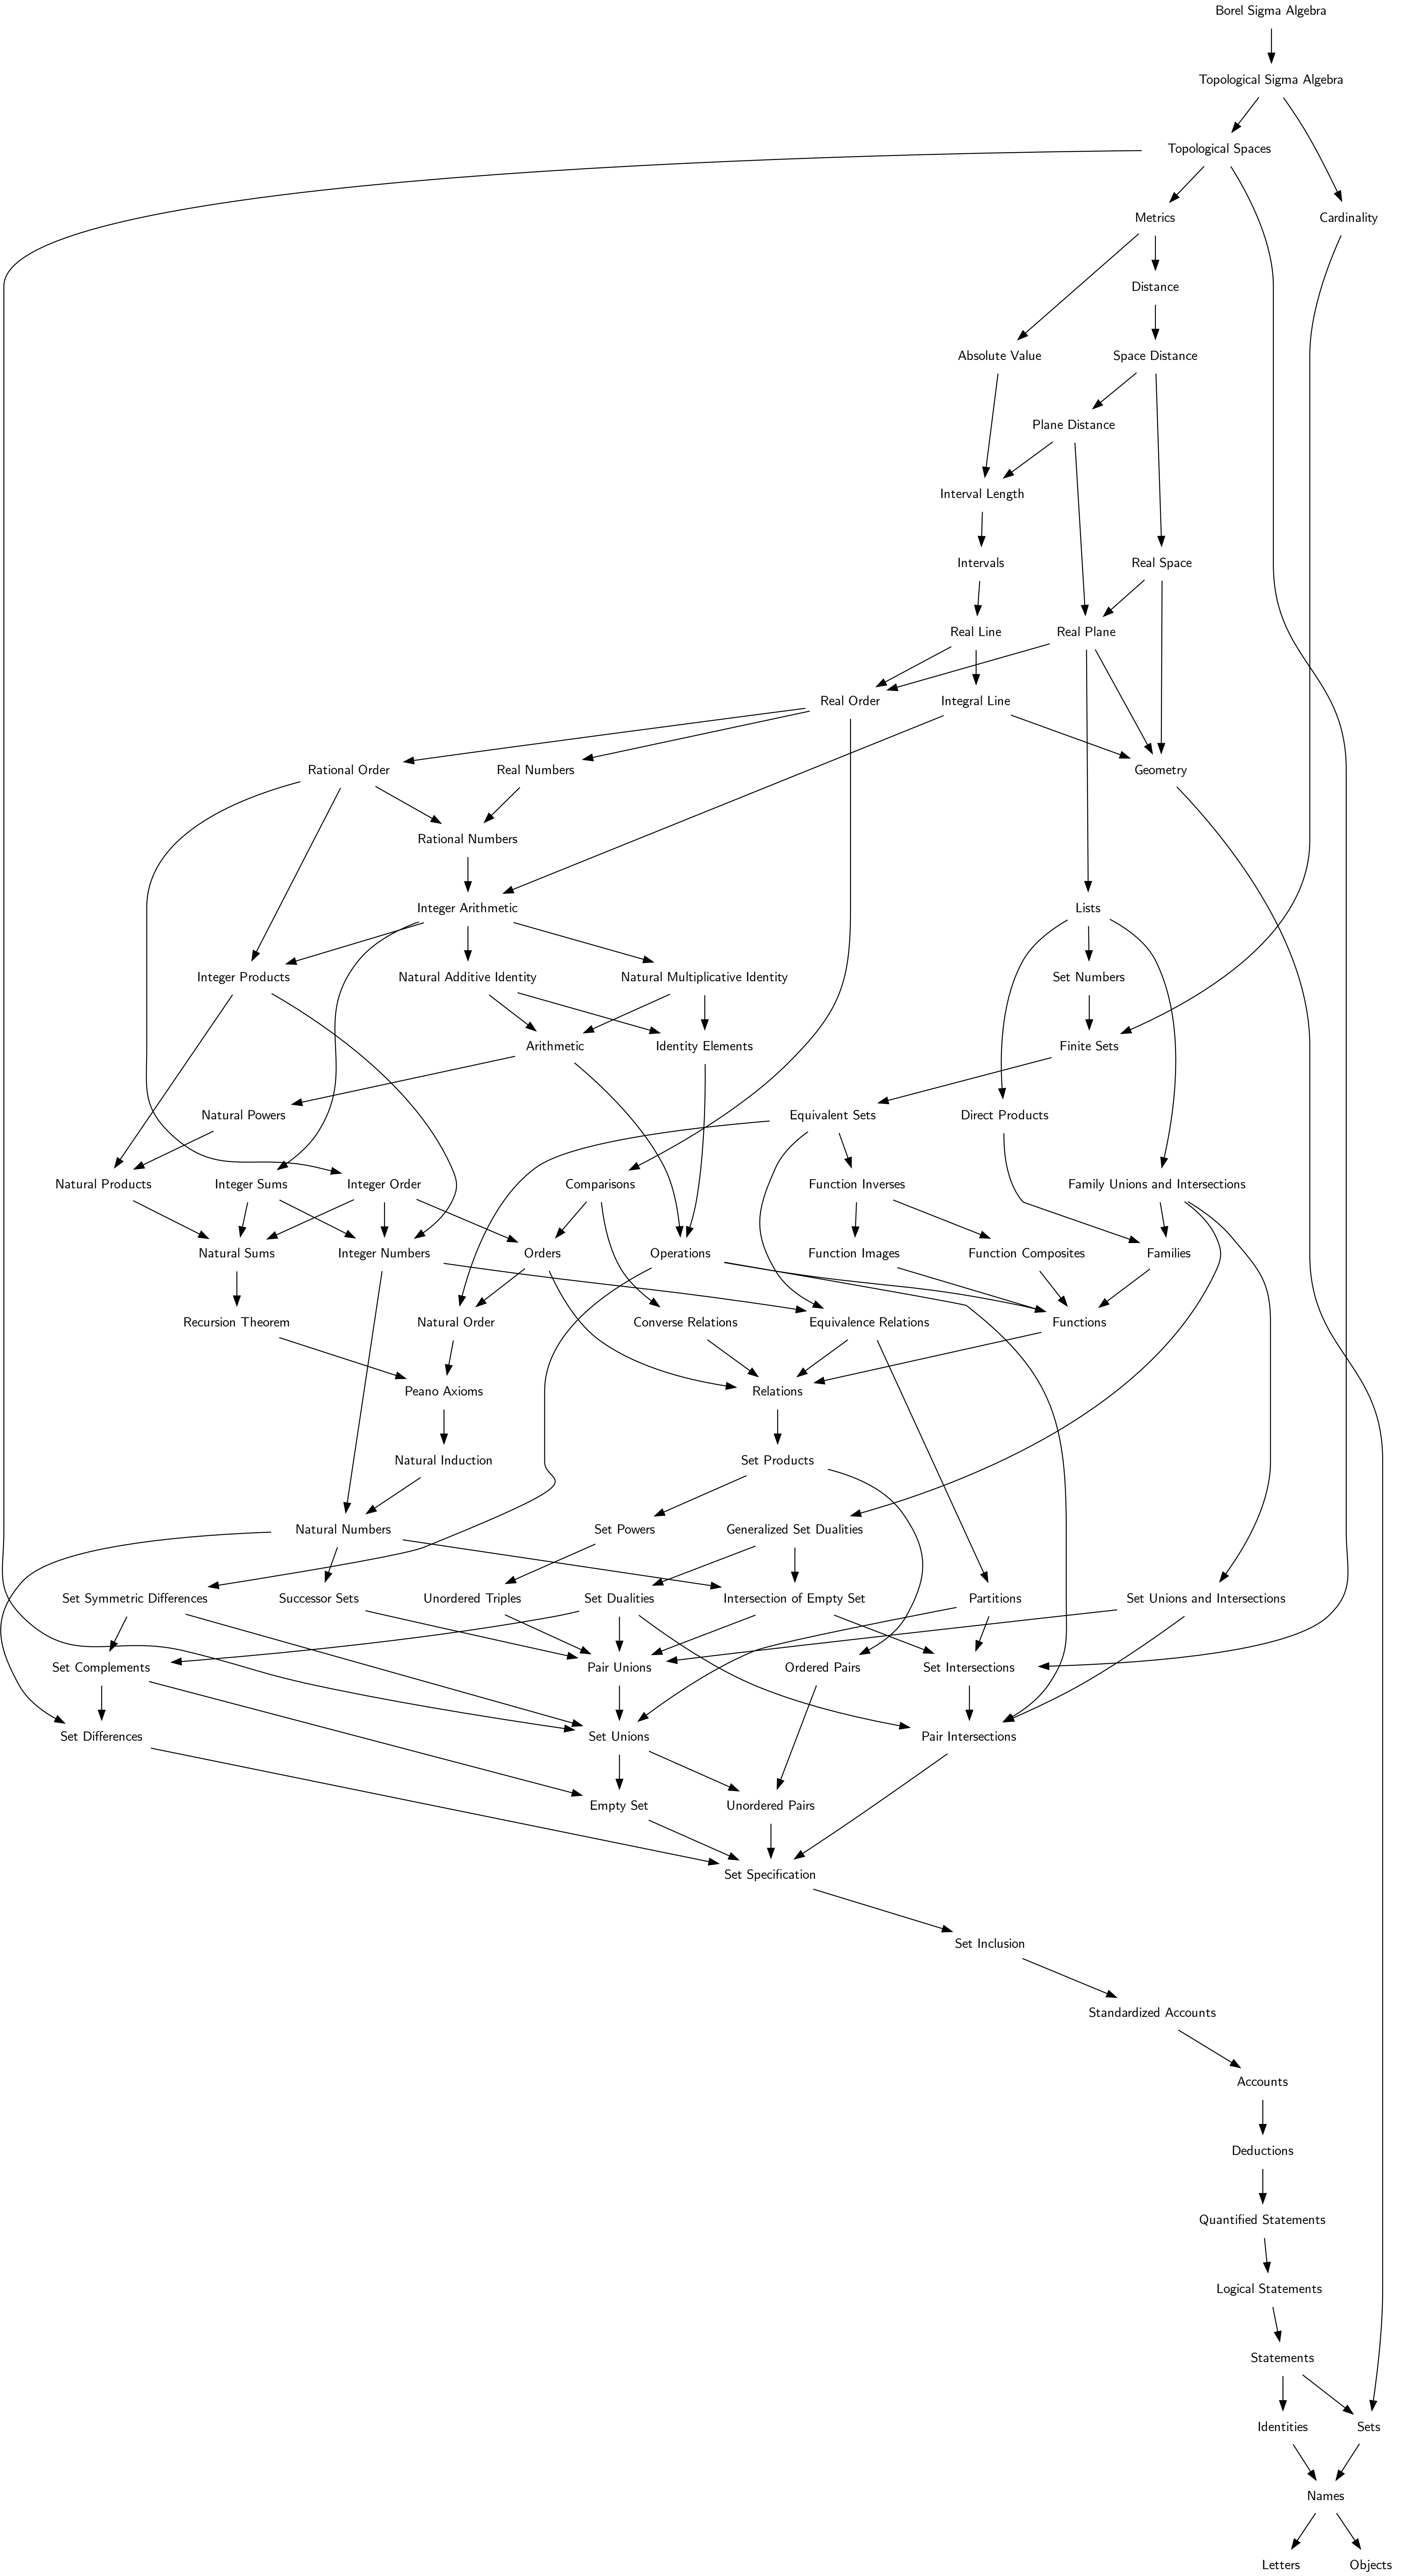 Borel Sigma Algebra
Topological Sigma Algebra
Topological Spaces
Metrics
Cardinality
Distance
Absolute Value
Space Distance
Plane Distance
Interval Length
Intervals
Real Space
Real Line
Real Plane
Real Order
Integral Line
Rational Order
Real Numbers
Geometry
Rational Numbers
Integer Arithmetic
Lists
Integer Products
Natural Additive Identity
Natural Multiplicative Identity
Set Numbers
Arithmetic
Identity Elements
Finite Sets
Natural Powers
Equivalent Sets
Direct Products
Natural Products
Integer Sums
Integer Order
Comparisons
Function Inverses
Family Unions and Intersections
Natural Sums
Integer Numbers
Orders
Operations
Function Images
Function Composites
Families
Recursion Theorem
Natural Order
Converse Relations
Equivalence Relations
Functions
Peano Axioms
Relations
Natural Induction
Set Products
Natural Numbers
Set Powers
Generalized Set Dualities
Set Symmetric Differences
Successor Sets
Unordered Triples
Set Dualities
Intersection of Empty Set
Partitions
Set Unions and Intersections
Set Complements
Pair Unions
Ordered Pairs
Set Intersections
Set Differences
Set Unions
Pair Intersections
Empty Set
Unordered Pairs
Set Specification
Set Inclusion
Standardized Accounts
Accounts
Deductions
Quantified Statements
Logical Statements
Statements
Identities
Sets
Names
Letters
Objects